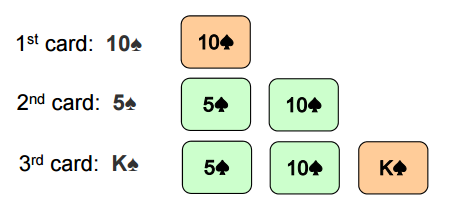 1st card: 10♠ 10♠
2nd card: 5♠ 5♠ 10♠
3rd card: K♠ 5♠ 10♠ K♠